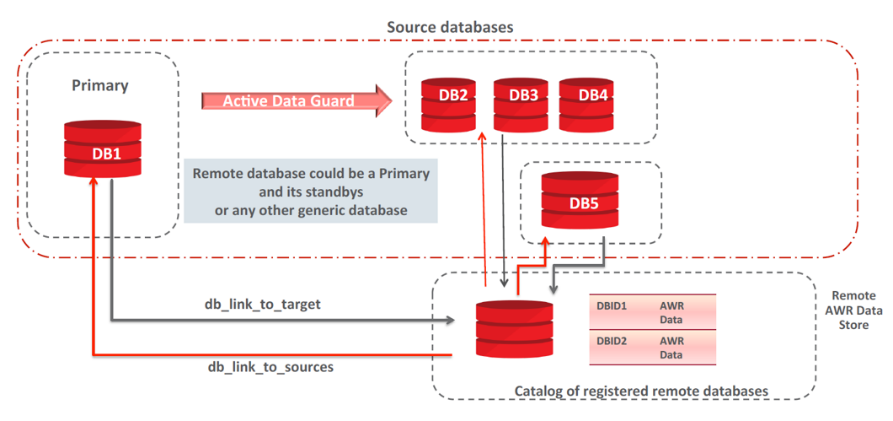 Source databases
Primary
Active Data Guard
DB1
DB2
DB3
DB4
Remote database could be a Primary
and its standbys
or any other generic database
DB5
db_link_to_target
db_link_to_sources
DBID1 AWR
Data
DBID2 AWR
Data
Remote
AWR Data
Store
Catalog of registered remote databases